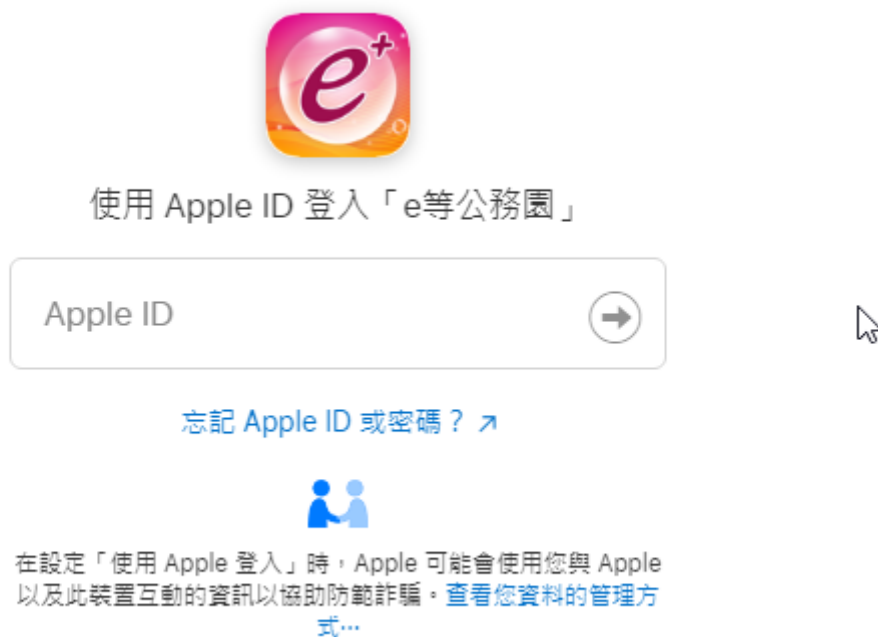 e+
使用 Apple ID 登入「e等公務園」
Apple ID
忘記 Apple ID 或密碼？↗
在設定「使用 Apple 登入」時，Apple 可能會使用您與 Apple
以及此裝置互動的資訊以協助防範詐騙。查看您資料的管理方
式…